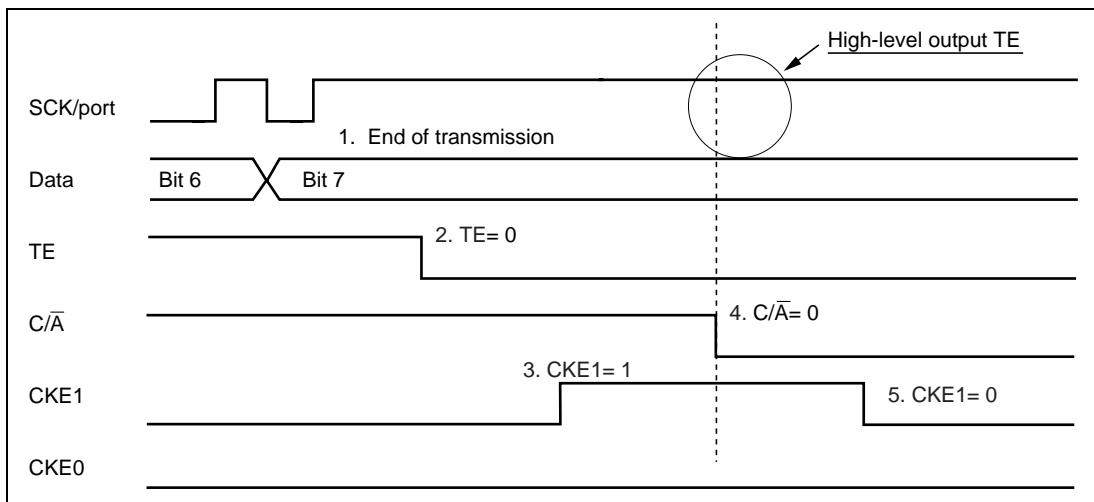 High-level output TE
SCK/port
1. End of transmission
Data
Bit 6
Bit 7
TE
2. TE= 0
C/A̅
4. C/A̅= 0
3. CKE1= 1
CKE1
5. CKE1= 0
CKE0